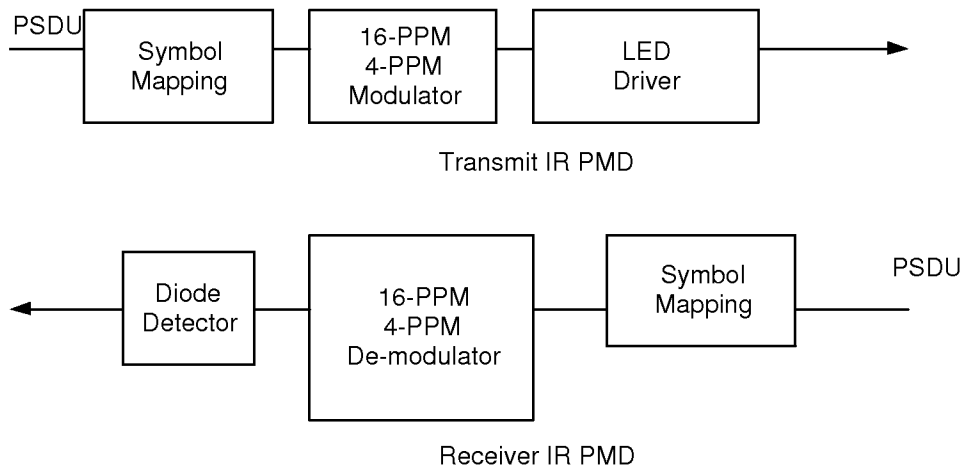 PSDU
Symbol
Mapping
16-PPM
4-PPM
Modulator
LED
Driver
Transmit IR PMD
Diode
Detector
16-PPM
4-PPM
De-modulator
Symbol
Mapping
PSDU
Receiver IR PMD